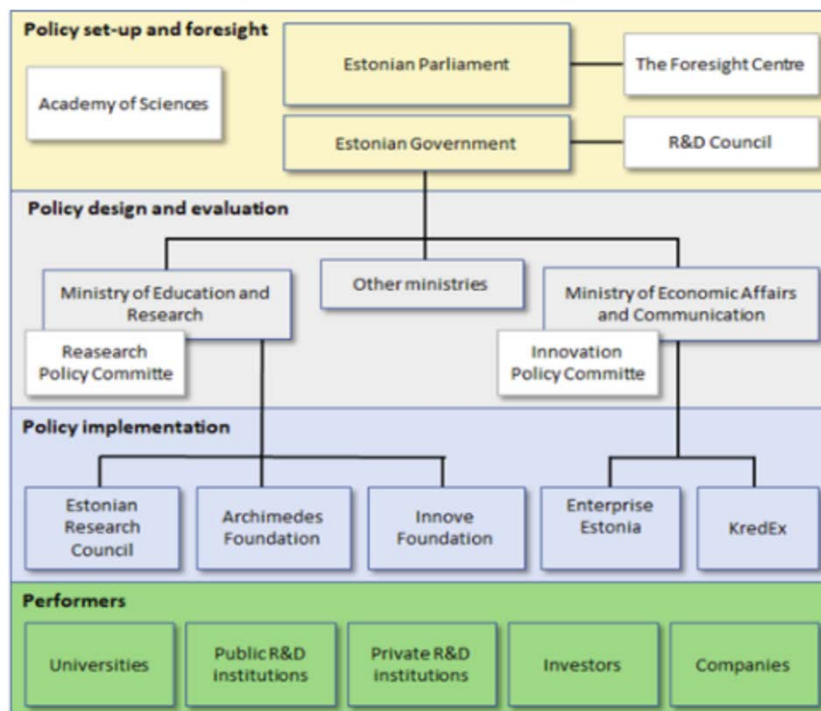 Policy set-up and foresight
Estonian Parliament
The Foresight Centre
Academy of Sciences
Estonian Government
R&D Council
Policy design and evaluation
Ministry of Education and
Research
Other ministries
Ministry of Economic Affairs
and Communication
Reasearch
Policy Committe
Innovation
Policy Committe
Policy implementation
Estonian
Research
Council
Archimedes
Foundation
Innove
Foundation
Enterprise
Estonia
KredEx
Performers
Universities
Public R&D
institutions
Private R&D
institutions
Investors
Companies